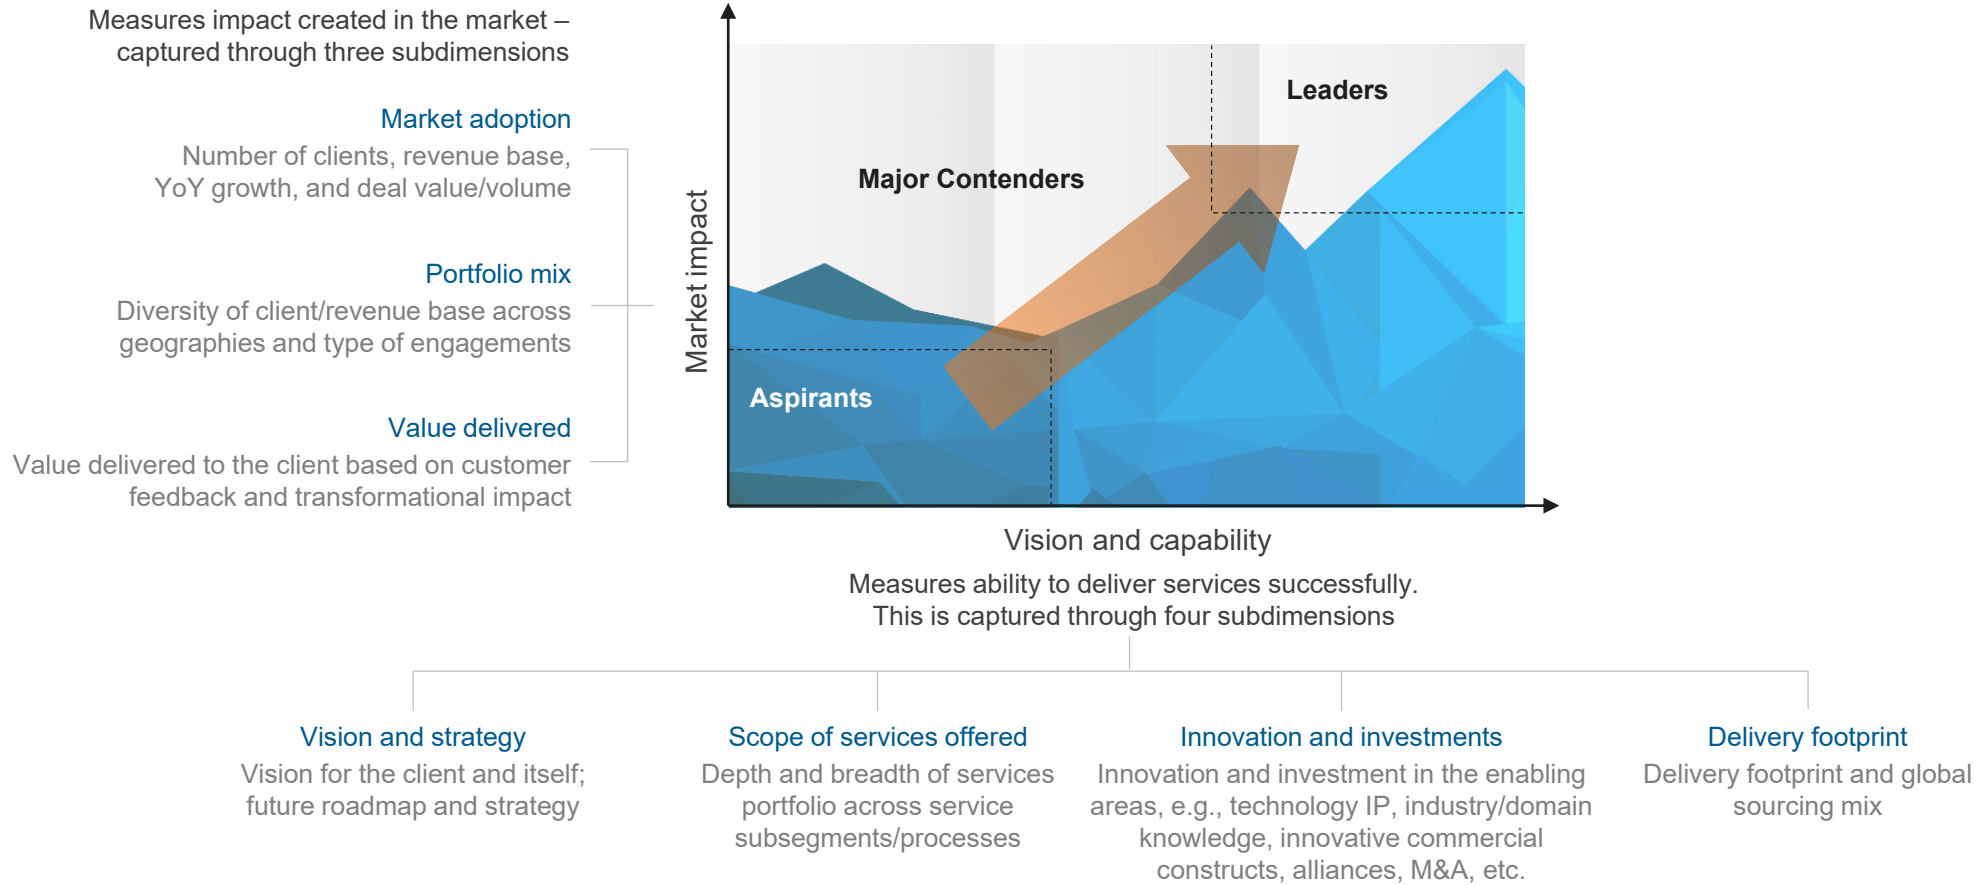 Measures impact created in the market –
captured through three subdimensions
Market adoption
Number of clients, revenue base,
YoY growth, and deal value/volume
Portfolio mix
Diversity of client/revenue base across
geographies and type of engagements
Value delivered
Value delivered to the client based on customer
feedback and transformational impact
Market impact
Leaders
Major Contenders
Aspirants
Vision and capability
Measures ability to deliver services successfully.
This is captured through four subdimensions
Vision and strategy
Vision for the client and itself;
future roadmap and strategy
Scope of services offered
Depth and breadth of services
portfolio across service
subsegments/processes
Innovation and investments
Innovation and investment in the enabling
areas, e.g., technology IP, industry/domain
knowledge, innovative commercial
constructs, alliances, M&A, etc.
Delivery footprint
Delivery footprint and global
sourcing mix